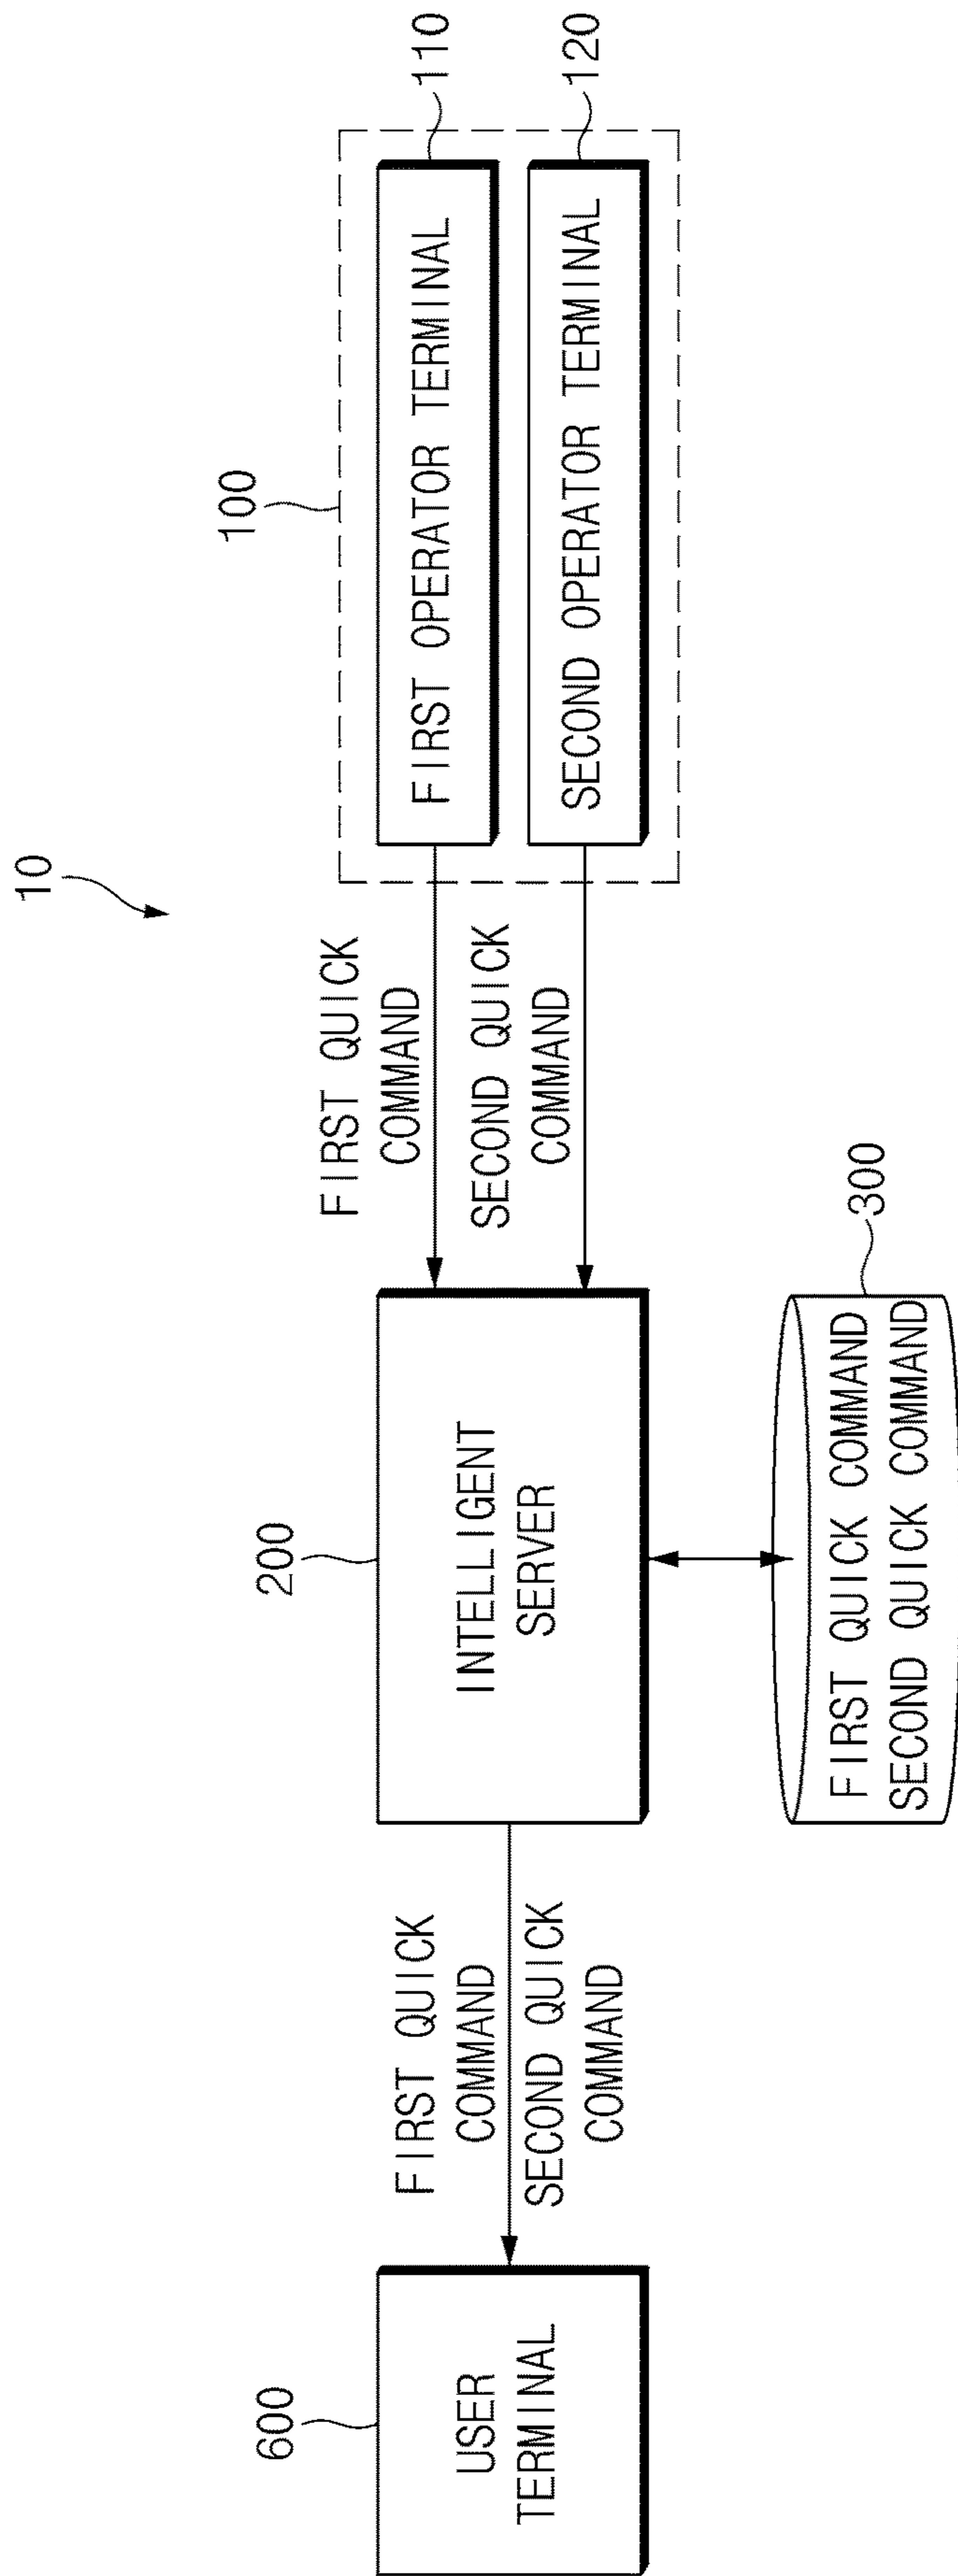 10
100
600
200
USER
TERMINAL
FIRST QUICK
COMMAND
SECOND QUICK
COMMAND
INTELLIGENT
SERVER
FIRST QUICK
COMMAND
SECOND QUICK
COMMAND
FIRST OPERATOR TERMINAL
110
SECOND OPERATOR TERMINAL
120
FIRST QUICK COMMAND
SECOND QUICK COMMAND
300